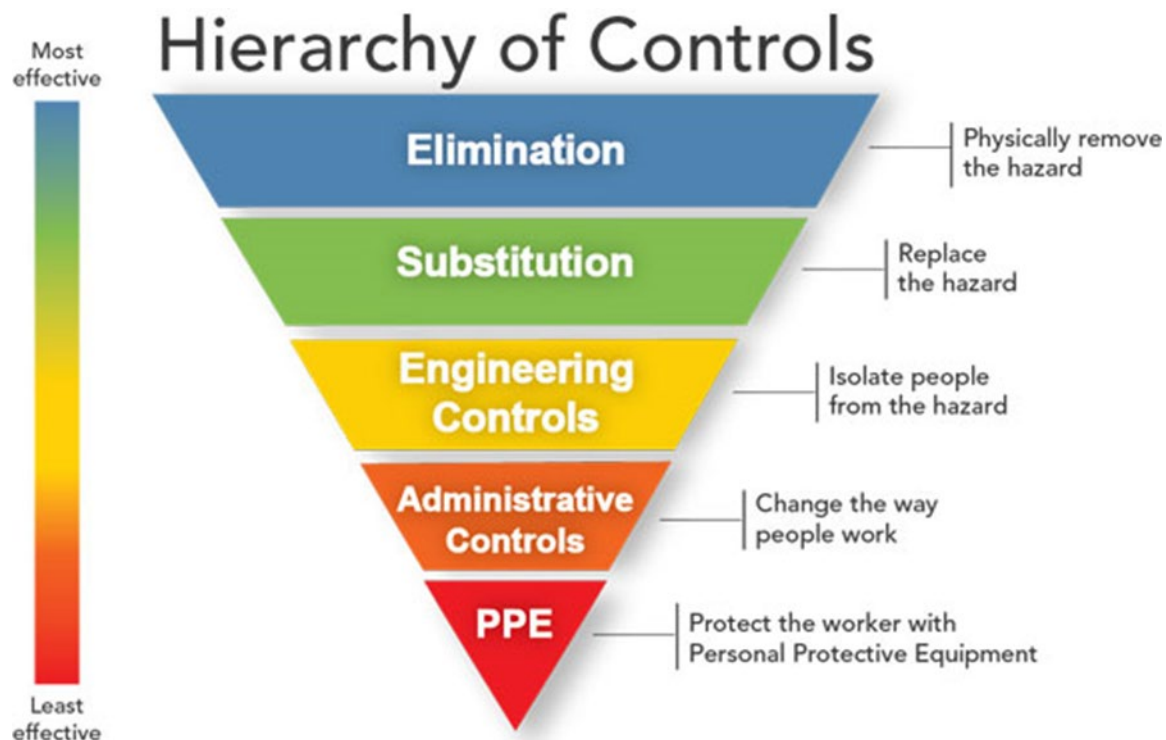 Hierarchy of Controls
Most
effective
Elimination
Physically remove
the hazard
Substitution
Replace
the hazard
Engineering
Controls
Isolate people
from the hazard
Administrative
Controls
Change the way
people work
PPE
Protect the worker with
Personal Protective Equipment
Least
effective